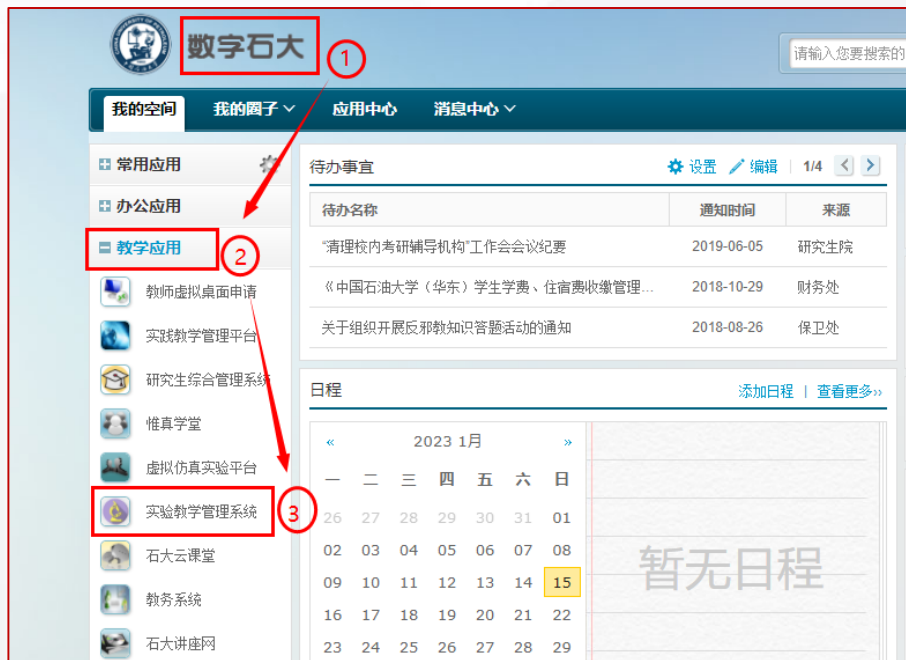 数字石大
①
请输入您要搜索的
我的空间 我的圈子 应用中心 消息中心
常用应用
办公应用
教学应用
②
教师虚拟桌面申请
实践教学管理平台
研究生综合管理系统
惟真学堂
虚拟仿真实验平台
实验教学管理系统
③
石大云课堂
教务系统
石大讲座网
待办事宜 设置 编辑 | 1/4
待办名称 通知时间 来源
“清理校内考研辅导机构”工作会会议纪要 2019-06-05 研究生院
《中国石油大学（华东）学生学费、住宿费收缴管理... 2018-10-29 财务处
关于组织开展反邪教知识答题活动的通知 2018-08-26 保卫处
日程 添加日程 | 查看更多»
« 2023 1月 »
一 二 三 四 五 六 日
26 27 28 29 30 31 01
02 03 04 05 06 07 08
09 10 11 12 13 14 15
16 17 18 19 20 21 22
23 24 25 26 27 28 29
暂无日程